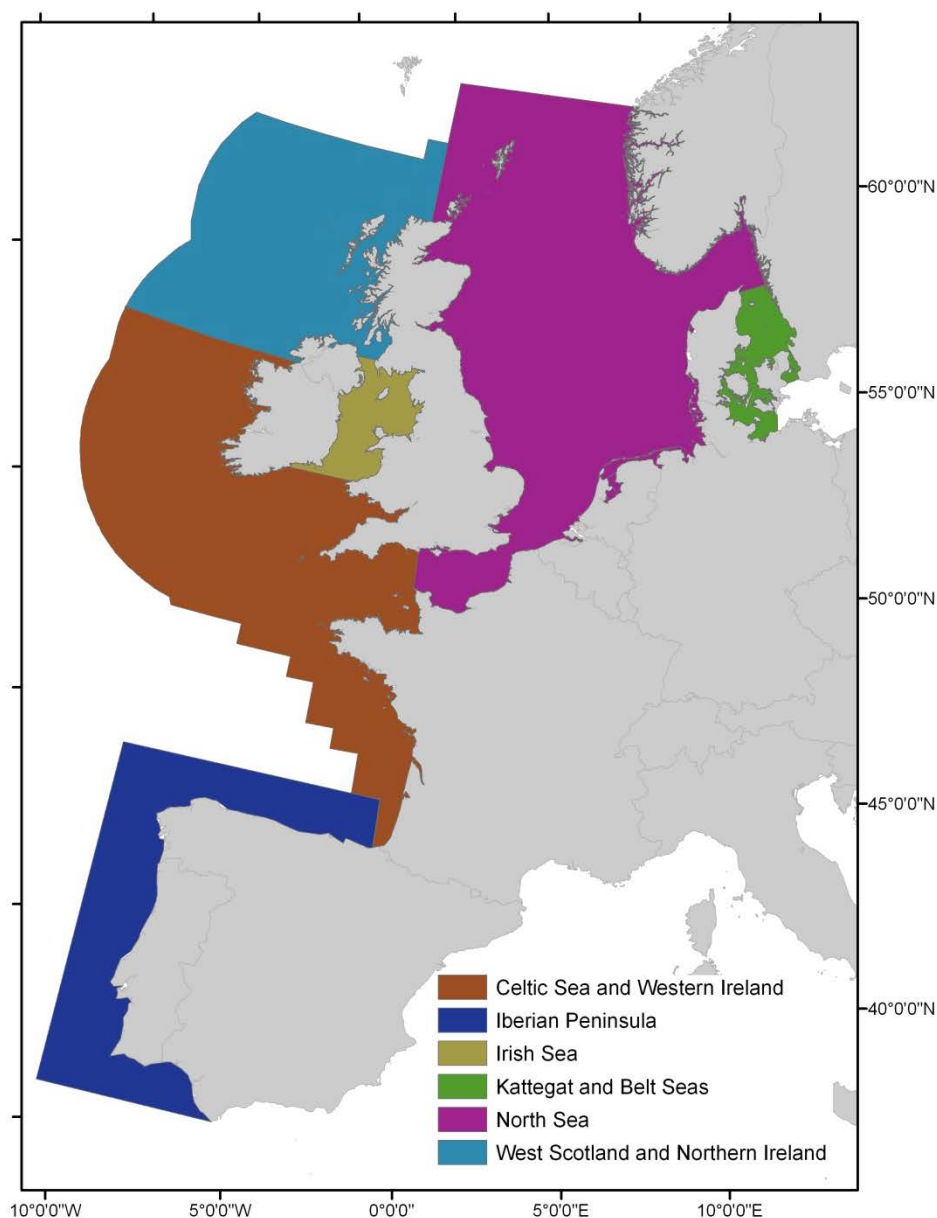 60°0'0"N
55°0'0"N
50°0'0"N
45°0'0"N
40°0'0"N
Celtic Sea and Western Ireland
Iberian Peninsula
Irish Sea
Kattegat and Belt Seas
North Sea
West Scotland and Northern Ireland
10°0'0"W 5°0'0"W 0°0'0" 5°0'0"E 10°0'0"E